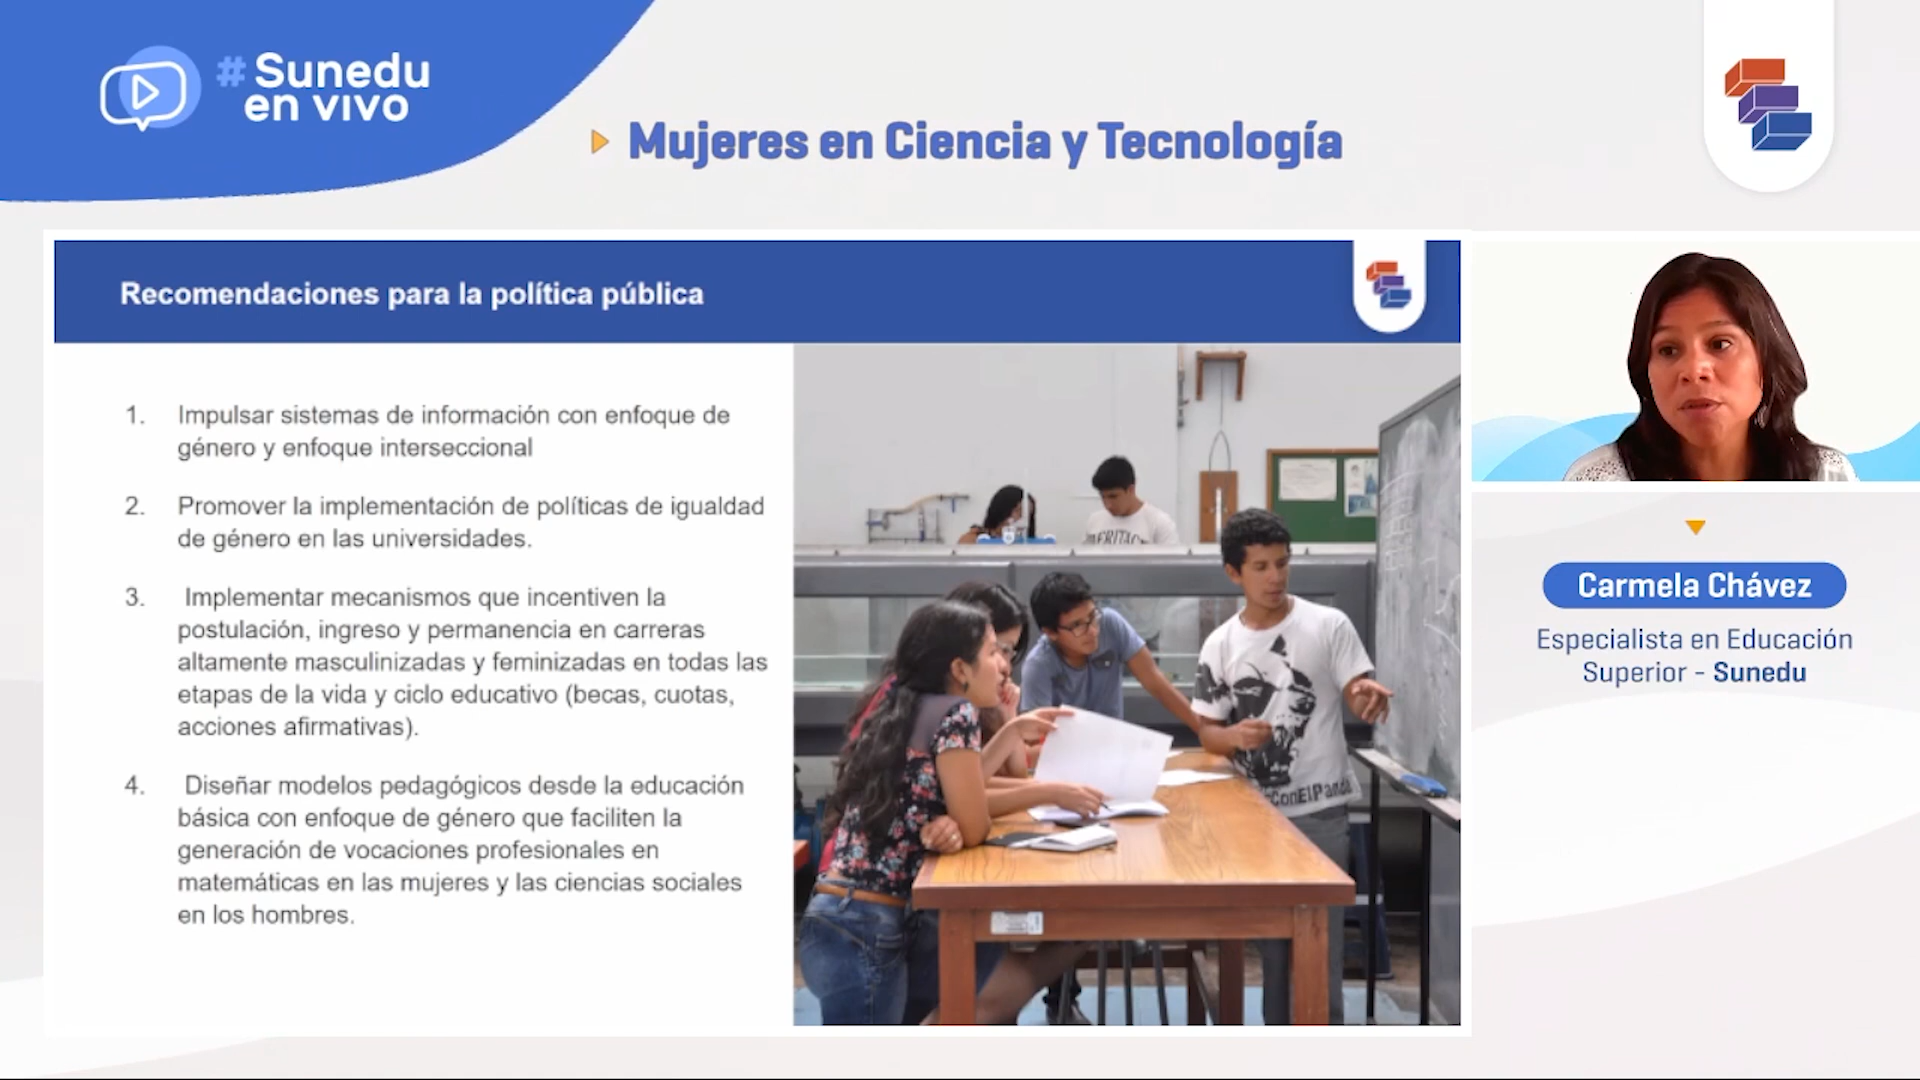 # Sunedu
en vivo
Mujeres en Ciencia y Tecnología
Recomendaciones para la política pública
1. Impulsar sistemas de información con enfoque de
género y enfoque interseccional
2. Promover la implementación de políticas de igualdad
de género en las universidades.
3. Implementar mecanismos que incentiven la
postulación, ingreso y permanencia en carreras
altamente masculinizadas y feminizadas en todas las
etapas de la vida y ciclo educativo (becas, cuotas,
acciones afirmativas).
4. Diseñar modelos pedagógicos desde la educación
básica con enfoque de género que faciliten la
generación de vocaciones profesionales en
matemáticas en las mujeres y las ciencias sociales
en los hombres.
Carmela Chávez
Especialista en Educación
Superior - Sunedu